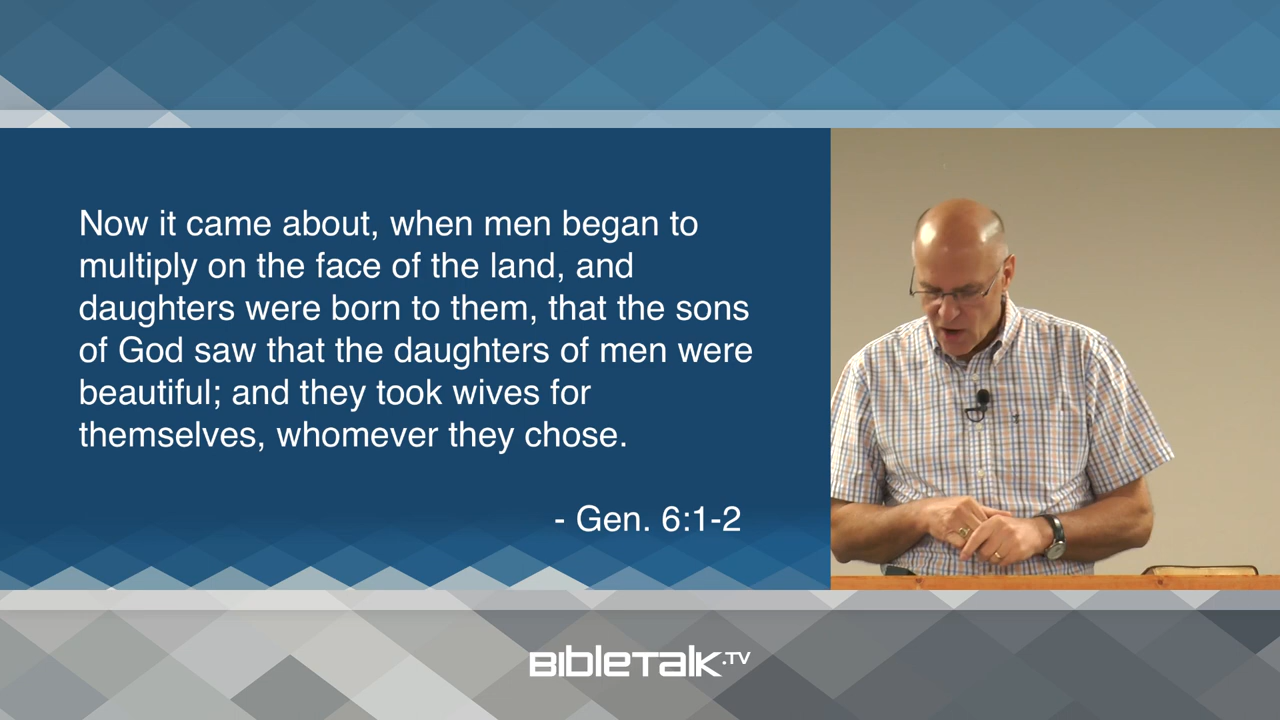 Now it came about, when men began to
multiply on the face of the land, and
daughters were born to them, that the sons
of God saw that the daughters of men were
beautiful; and they took wives for
themselves, whomever they chose.
- Gen. 6:1-2
BIBLETALK.TV